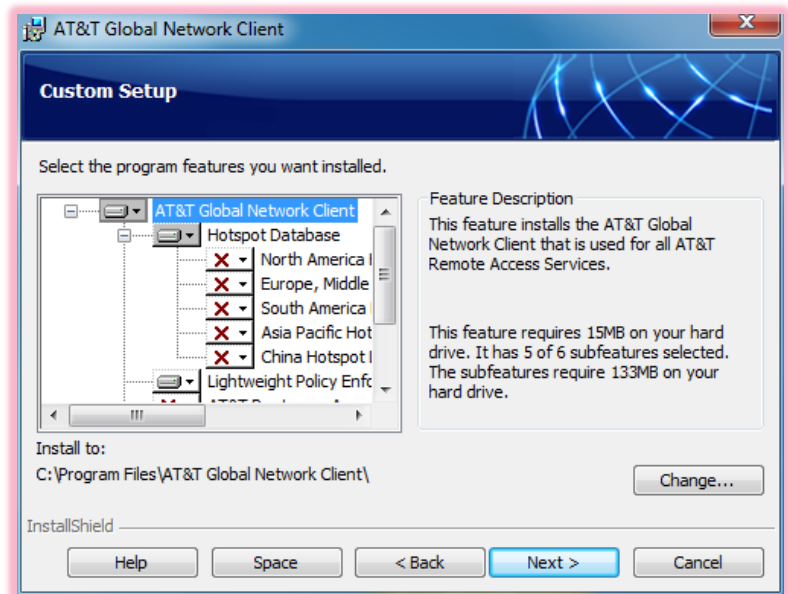 AT&T Global Network Client
Custom Setup
Select the program features you want installed.
AT&T Global Network Client
Hotspot Database
North America
Europe, Middle
South America
Asia Pacific Hot
China Hotspot
Lightweight Policy Enfc
Feature Description
This feature installs the AT&T Global
Network Client that is used for all AT&T
Remote Access Services.
This feature requires 15MB on your hard
drive. It has 5 of 6 subfeatures selected.
The subfeatures require 133MB on your
hard drive.
Install to:
C:\Program Files\AT&T Global Network Client\
Change...
InstallShield
Help
Space
< Back
Next >
Cancel